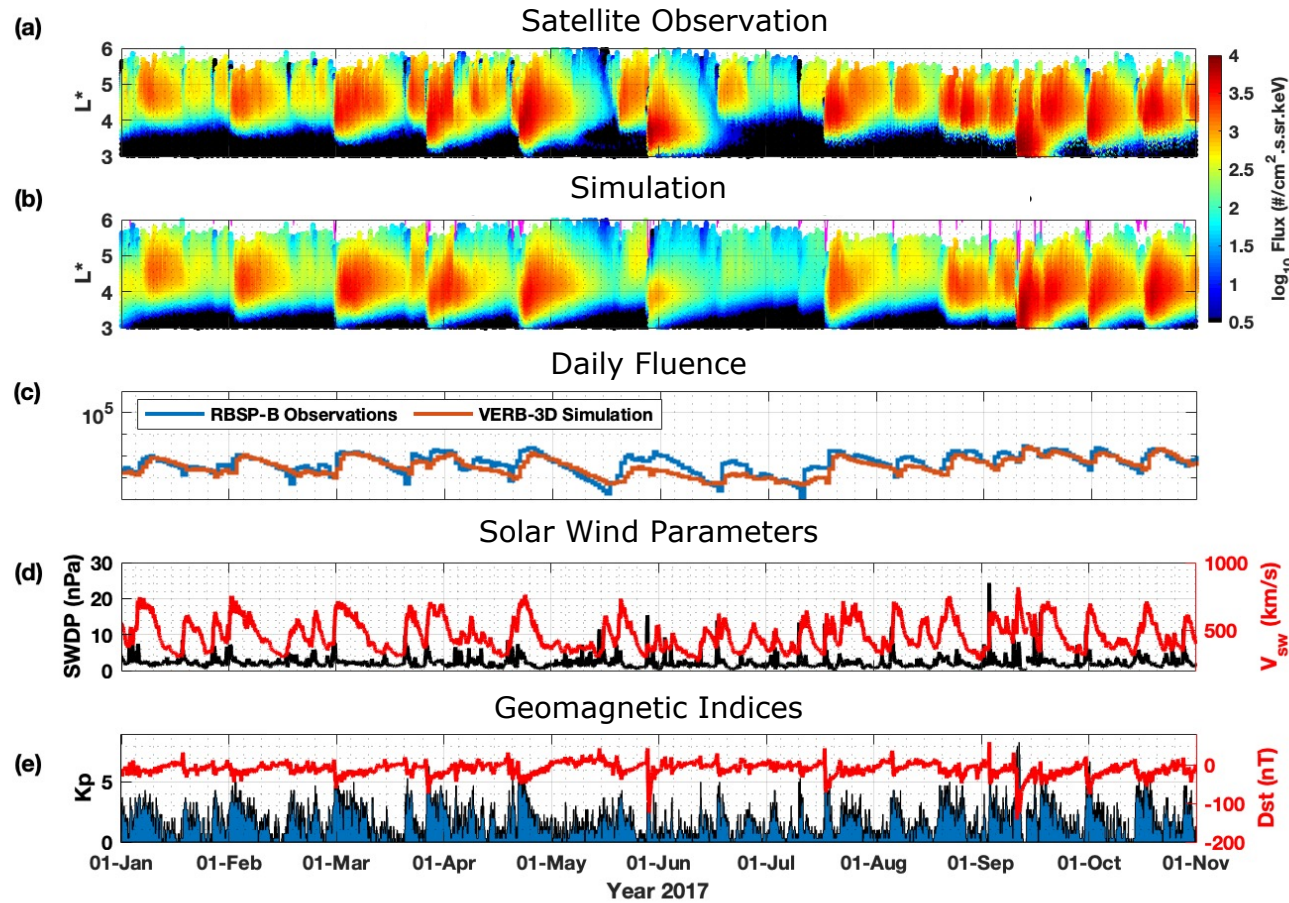 Satellite Observation
(a)
6
5
4
3
L*
4
3.5
3
2.5
2
1.5
1
0.5
log₁₀ Flux (#/cm².s.sr.keV)
Simulation
(b)
6
5
4
3
L*
Daily Fluence
(c)
10⁵
RBSP-B Observations
VERB-3D Simulation
Solar Wind Parameters
(d)
30
20
10
0
SWDP (nPa)
1000
500
V_sw (km/s)
Geomagnetic Indices
(e)
5
0
Kp
0
-100
-200
Dst (nT)
01-Jan 01-Feb 01-Mar 01-Apr 01-May 01-Jun 01-Jul 01-Aug 01-Sep 01-Oct 01-Nov
Year 2017